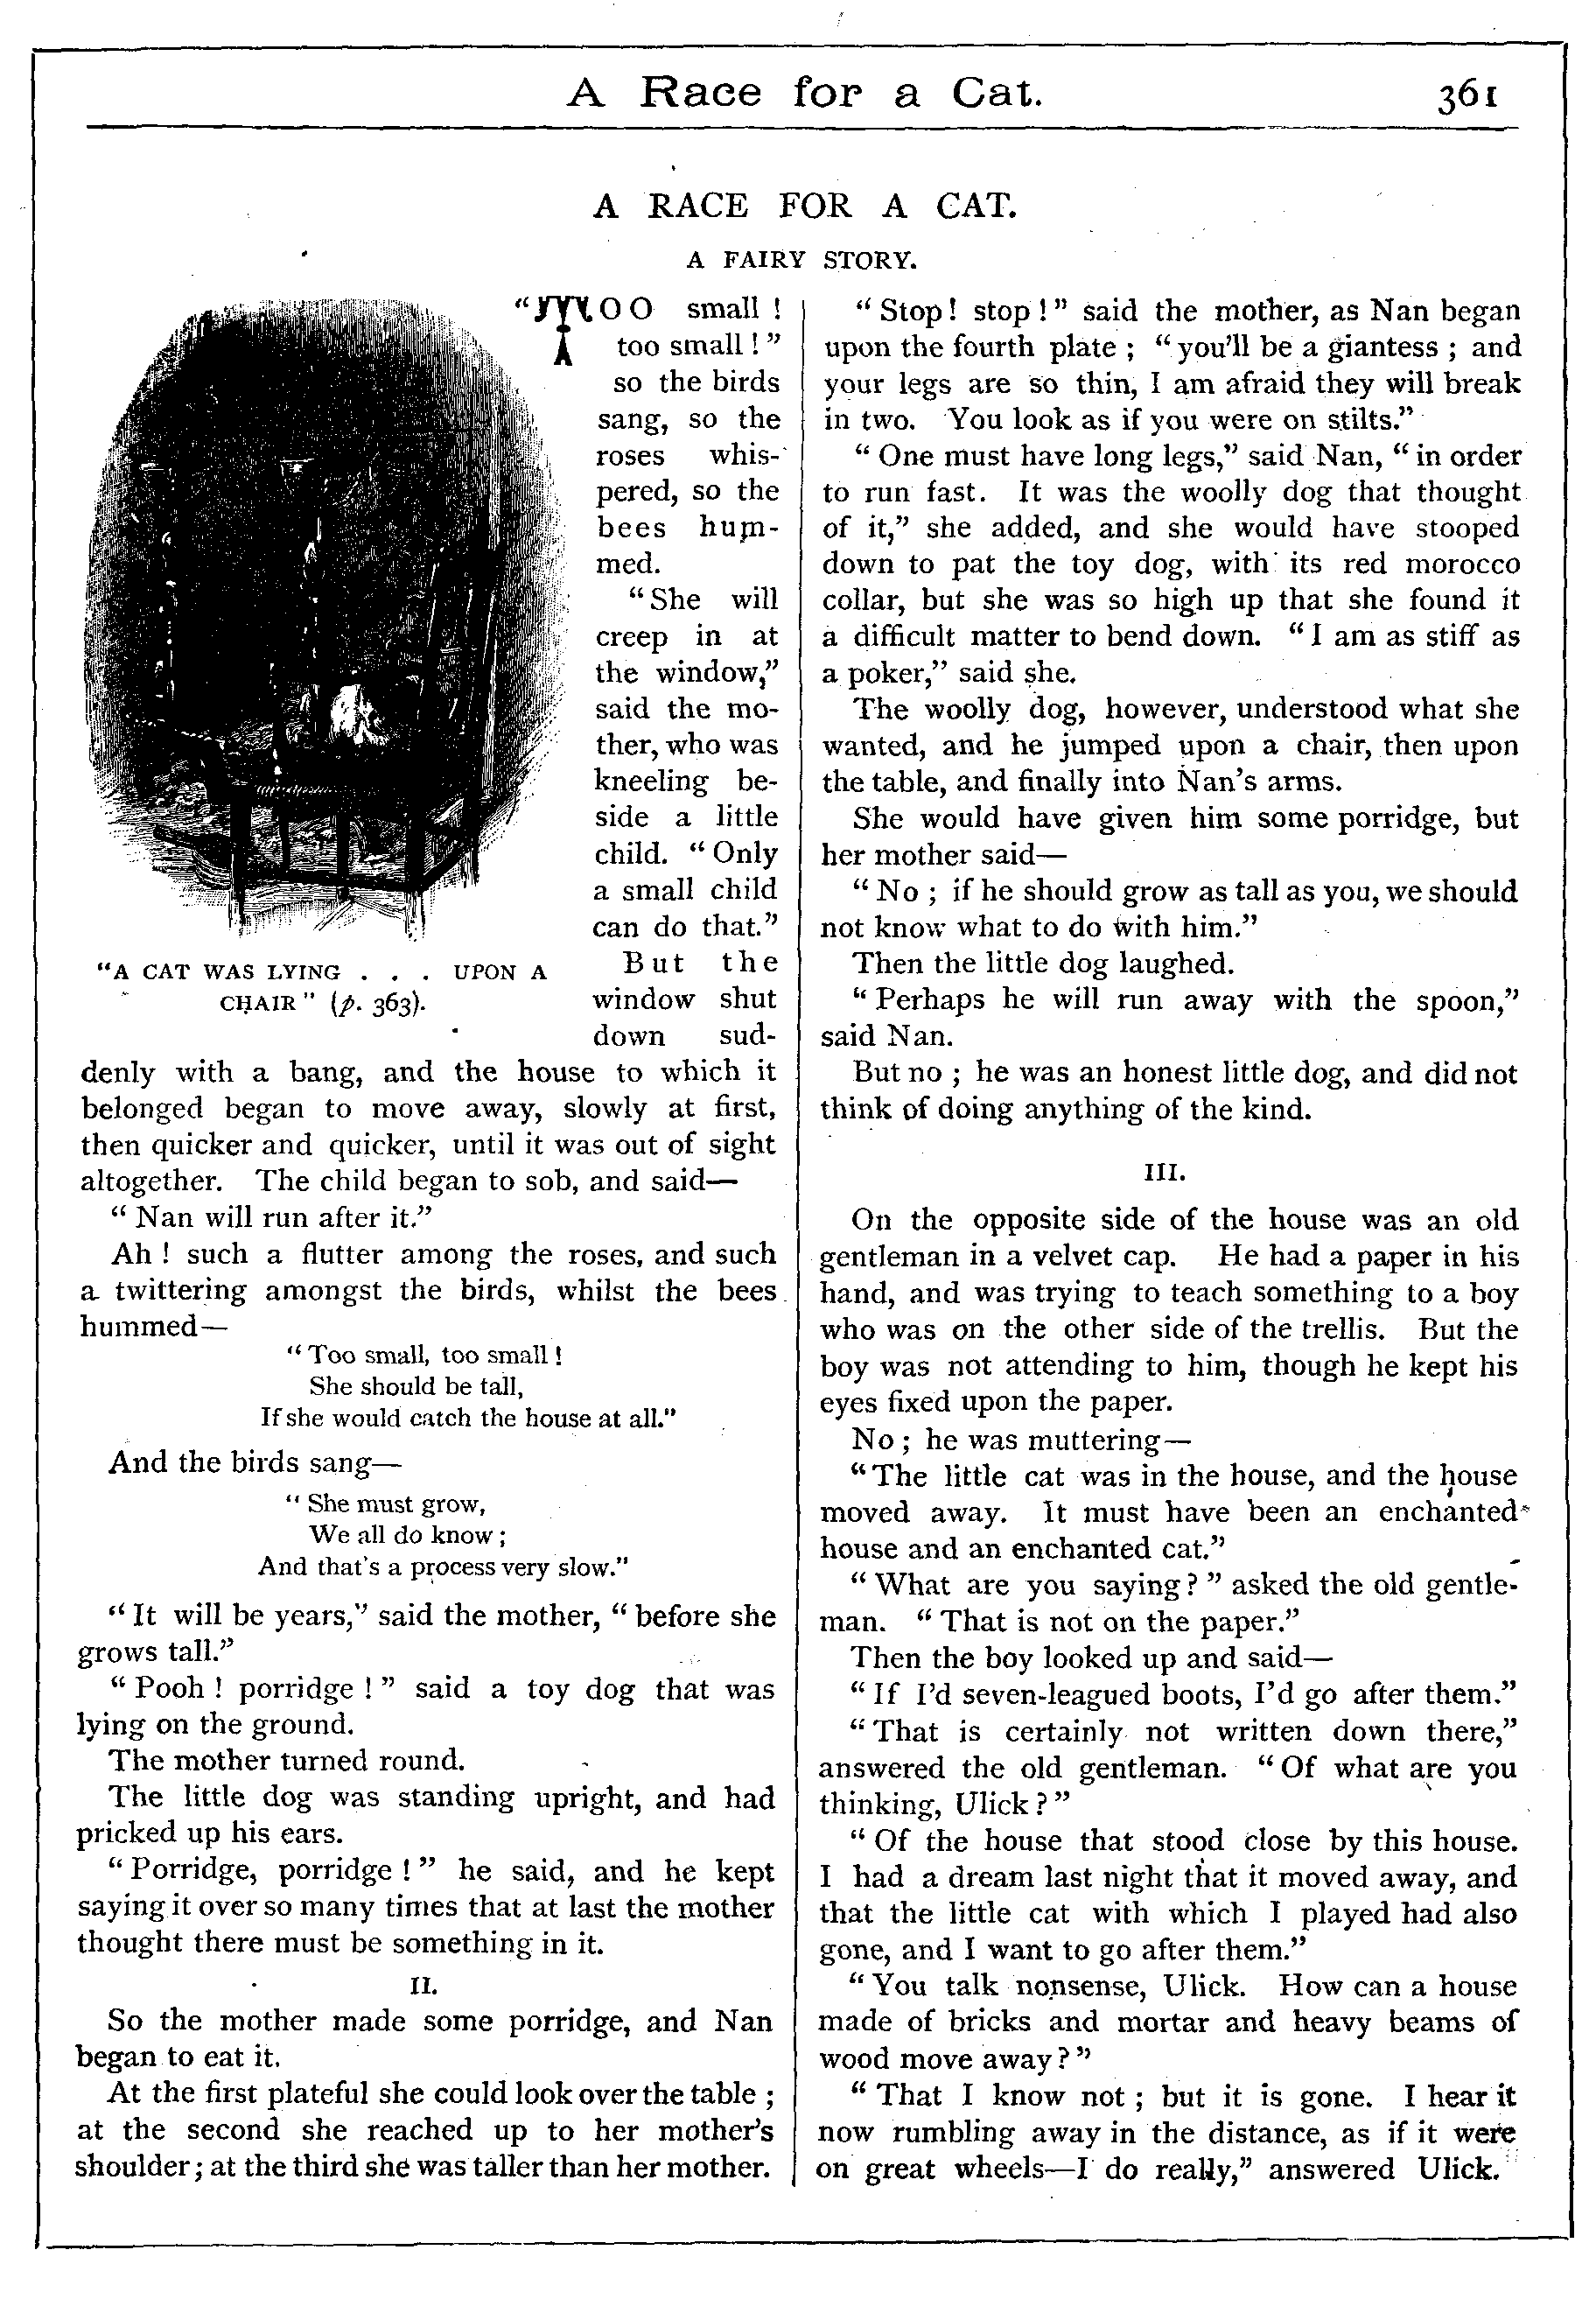 A Race for a Cat.
361
A RACE FOR A CAT.
A FAIRY STORY.
“TOO small !
too small ! ”
so the birds
sang, so the
roses whis-
pered, so the
bees hum-
med.
“ She will
creep in at
the window,”
said the mo-
ther, who was
kneeling be-
side a little
child. “ Only
a small child
can do that.”
But the
window shut
down sud-
denly with a bang, and the house to which it
belonged began to move away, slowly at first,
then quicker and quicker, until it was out of sight
altogether. The child began to sob, and said—
“ Nan will run after it.”
Ah ! such a flutter among the roses, and such
a twittering amongst the birds, whilst the bees
hummed—
“ Too small, too small !
She should be tall,
If she would catch the house at all.”
And the birds sang—
“ She must grow,
We all do know ;
And that's a process very slow.”
“ It will be years,” said the mother, “ before she
grows tall.”
“ Pooh ! porridge ! ” said a toy dog that was
lying on the ground.
The mother turned round.
The little dog was standing upright, and had
pricked up his ears.
“ Porridge, porridge ! ” he said, and he kept
saying it over so many times that at last the mother
thought there must be something in it.
II.
So the mother made some porridge, and Nan
began to eat it.
At the first plateful she could look over the table ;
at the second she reached up to her mother's
shoulder ; at the third she was taller than her mother.
“A CAT WAS LYING . . . UPON A
CHAIR” (p. 363).
“ Stop ! stop ! ” said the mother, as Nan began
upon the fourth plate ; “ you'll be a giantess ; and
your legs are so thin, I am afraid they will break
in two. You look as if you were on stilts.”
“ One must have long legs,” said Nan, “ in order
to run fast. It was the woolly dog that thought
of it,” she added, and she would have stooped
down to pat the toy dog, with its red morocco
collar, but she was so high up that she found it
a difficult matter to bend down. “ I am as stiff as
a poker,” said she.
The woolly dog, however, understood what she
wanted, and he jumped upon a chair, then upon
the table, and finally into Nan's arms.
She would have given him some porridge, but
her mother said—
“ No ; if he should grow as tall as you, we should
not know what to do with him.”
Then the little dog laughed.
“ Perhaps he will run away with the spoon,”
said Nan.
But no ; he was an honest little dog, and did not
think of doing anything of the kind.
III.
On the opposite side of the house was an old
gentleman in a velvet cap. He had a paper in his
hand, and was trying to teach something to a boy
who was on the other side of the trellis. But the
boy was not attending to him, though he kept his
eyes fixed upon the paper.
No ; he was muttering—
“ The little cat was in the house, and the house
moved away. It must have been an enchanted
house and an enchanted cat.”
“ What are you saying ? ” asked the old gentle-
man. “ That is not on the paper.”
Then the boy looked up and said—
“ If I'd seven-leagued boots, I'd go after them.”
“ That is certainly not written down there,”
answered the old gentleman. “ Of what are you
thinking, Ulick ? ”
“ Of the house that stood close by this house.
I had a dream last night that it moved away, and
that the little cat with which I played had also
gone, and I want to go after them.”
“ You talk nonsense, Ulick. How can a house
made of bricks and mortar and heavy beams of
wood move away ? ”
“ That I know not ; but it is gone. I hear it
now rumbling away in the distance, as if it were
on great wheels—I do really,” answered Ulick.